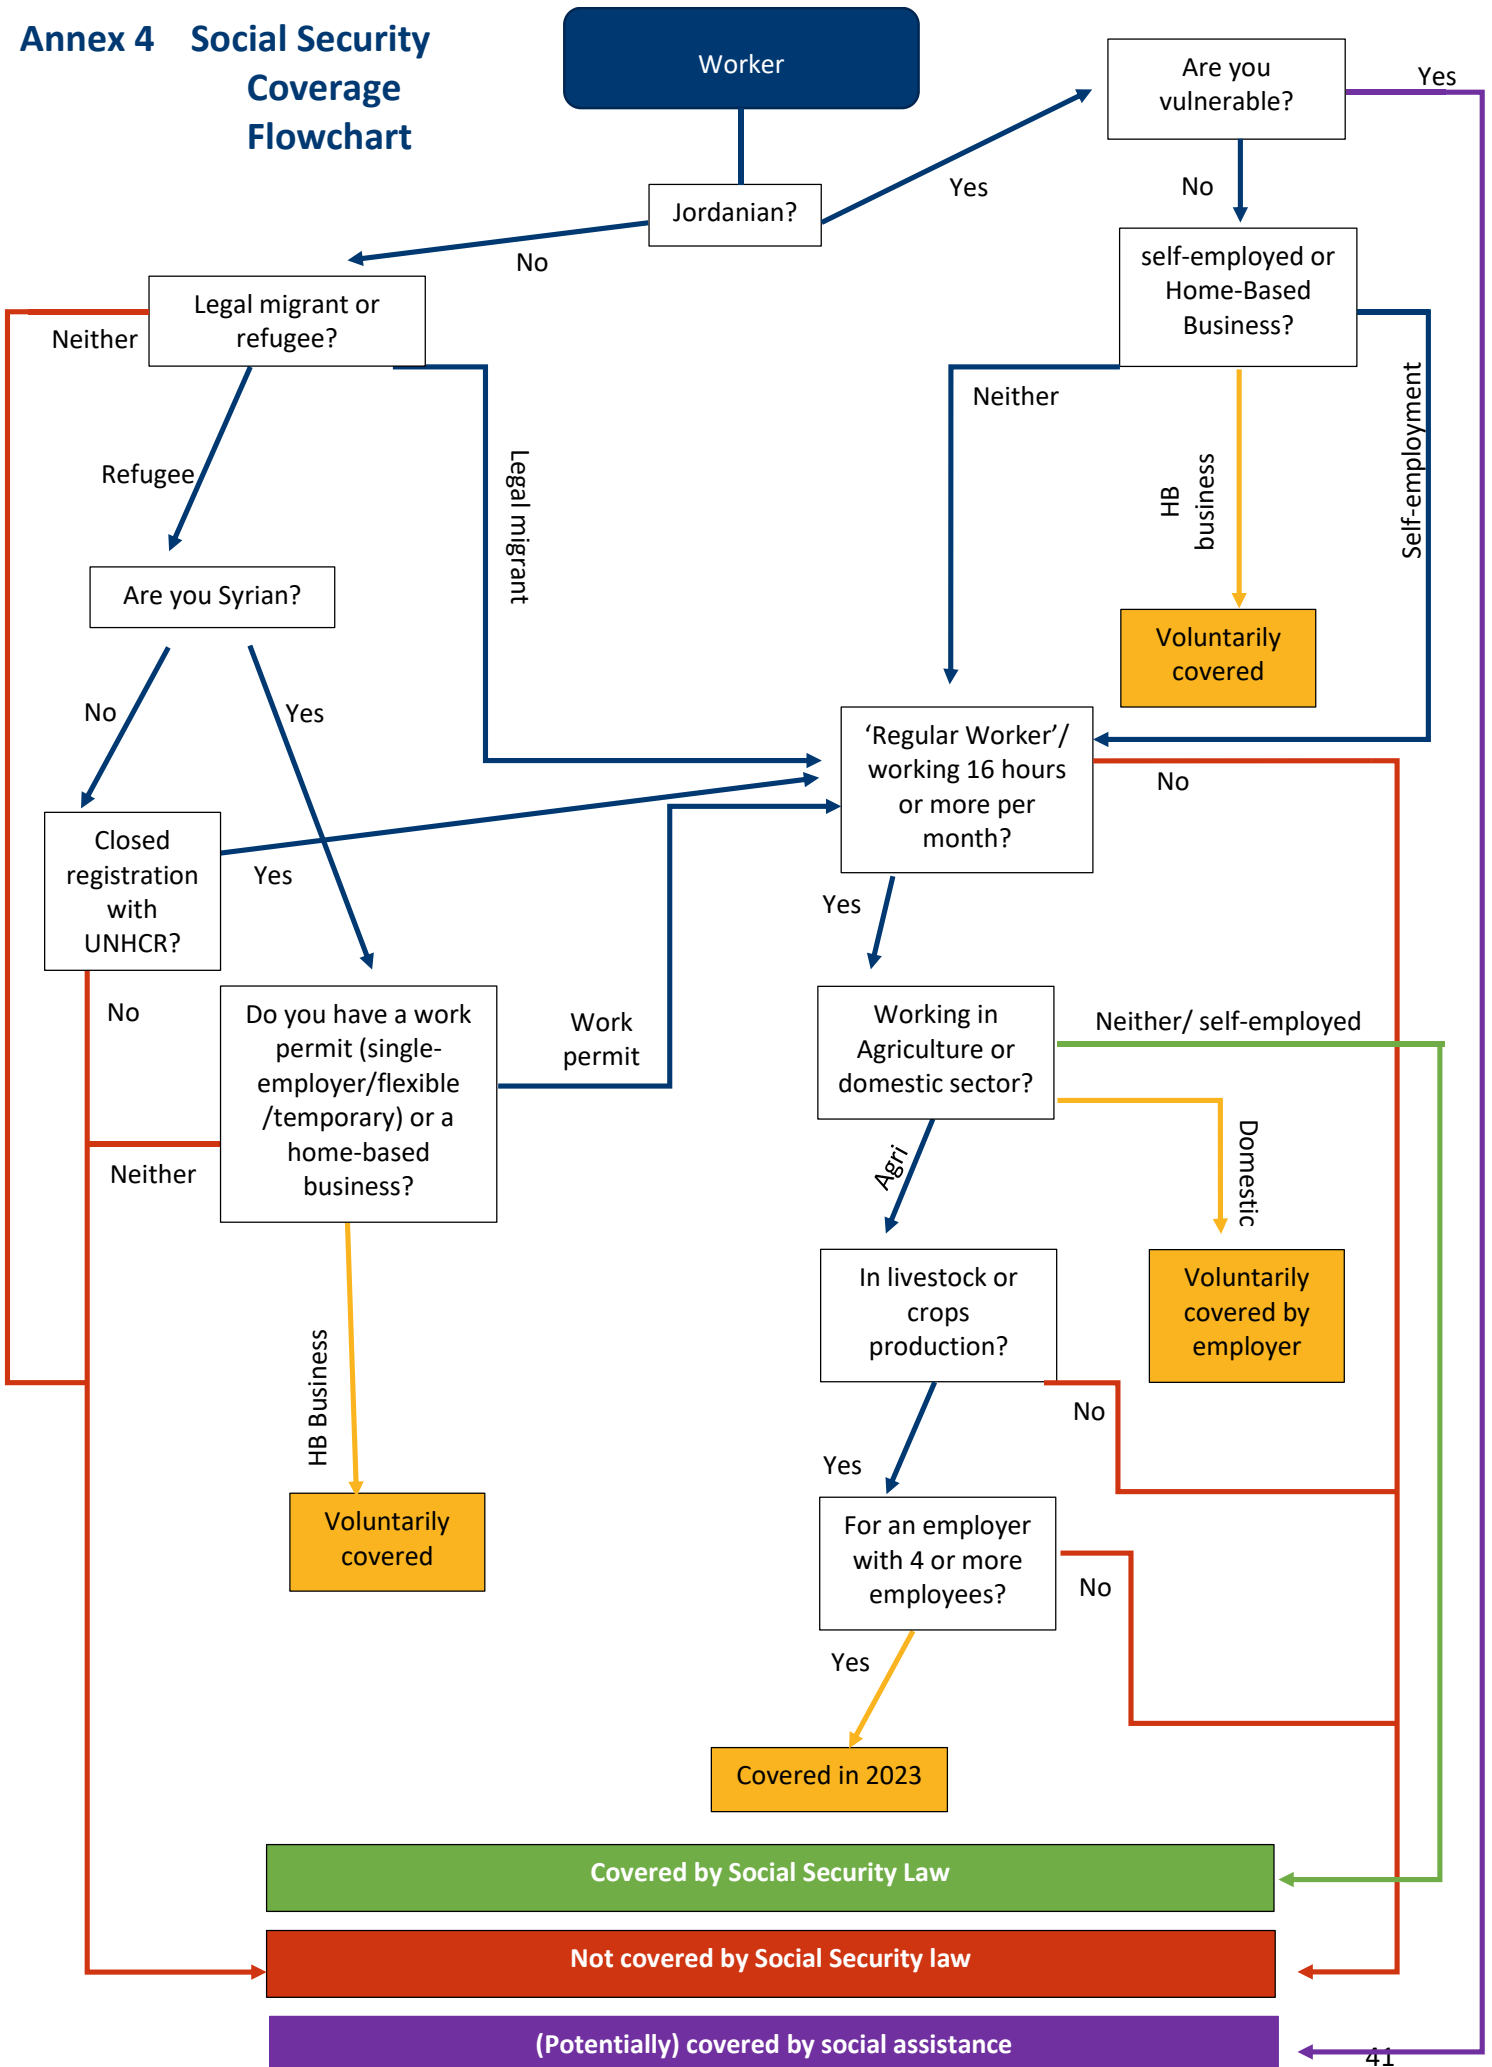 Annex 4 Social Security
Coverage
Flowchart
Worker
Are you
vulnerable?
Yes
No
Jordanian?
Yes
No
self-employed or
Home-Based
Business?
Neither
HB
business
Self-employment
Voluntarily
covered
Legal migrant or
refugee?
Neither
Refugee
Legal migrant
Are you Syrian?
No
Yes
Closed
registration
with
UNHCR?
Yes
No
Do you have a work
permit (single-
employer/flexible
/temporary) or a
home-based
business?
Work
permit
Neither
HB Business
Voluntarily
covered
‘Regular Worker’/
working 16 hours
or more per
month?
No
Yes
Working in
Agriculture or
domestic sector?
Neither/ self-employed
Domestic
Agri
Voluntarily
covered by
employer
In livestock or
crops
production?
No
Yes
For an employer
with 4 or more
employees?
No
Yes
Covered in 2023
Covered by Social Security Law
Not covered by Social Security law
(Potentially) covered by social assistance
41